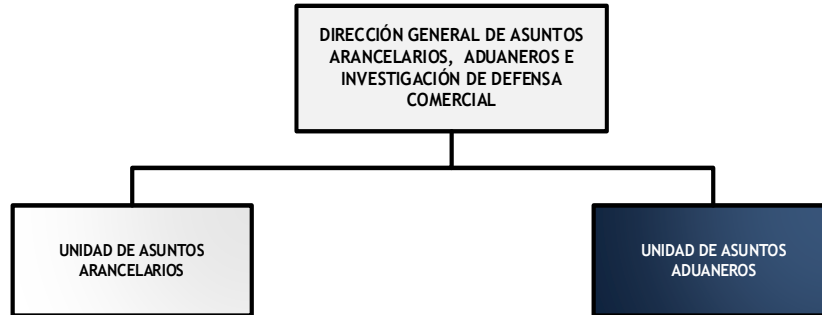 DIRECCIÓN GENERAL DE ASUNTOS
ARANCELARIOS, ADUANEROS E
INVESTIGACIÓN DE DEFENSA
COMERCIAL
UNIDAD DE ASUNTOS
ARANCELARIOS
UNIDAD DE ASUNTOS
ADUANEROS